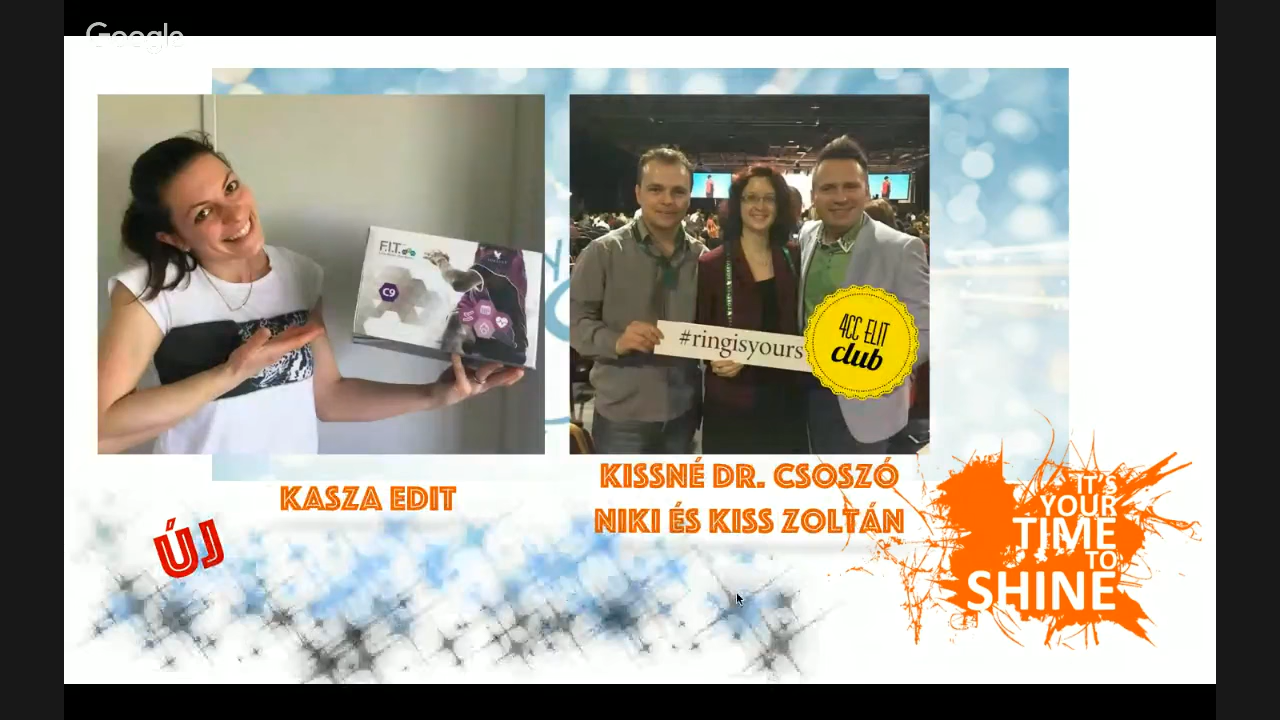 Google
F.I.T.
C9
#ringisyours
4CC ELIT
club
KASZA EDIT
KISSNÉ DR. CSOSZÓ
NIKI ÉS KISS ZOLTÁN
ÚJ
IT'S
YOUR
TIME
TO
SHINE